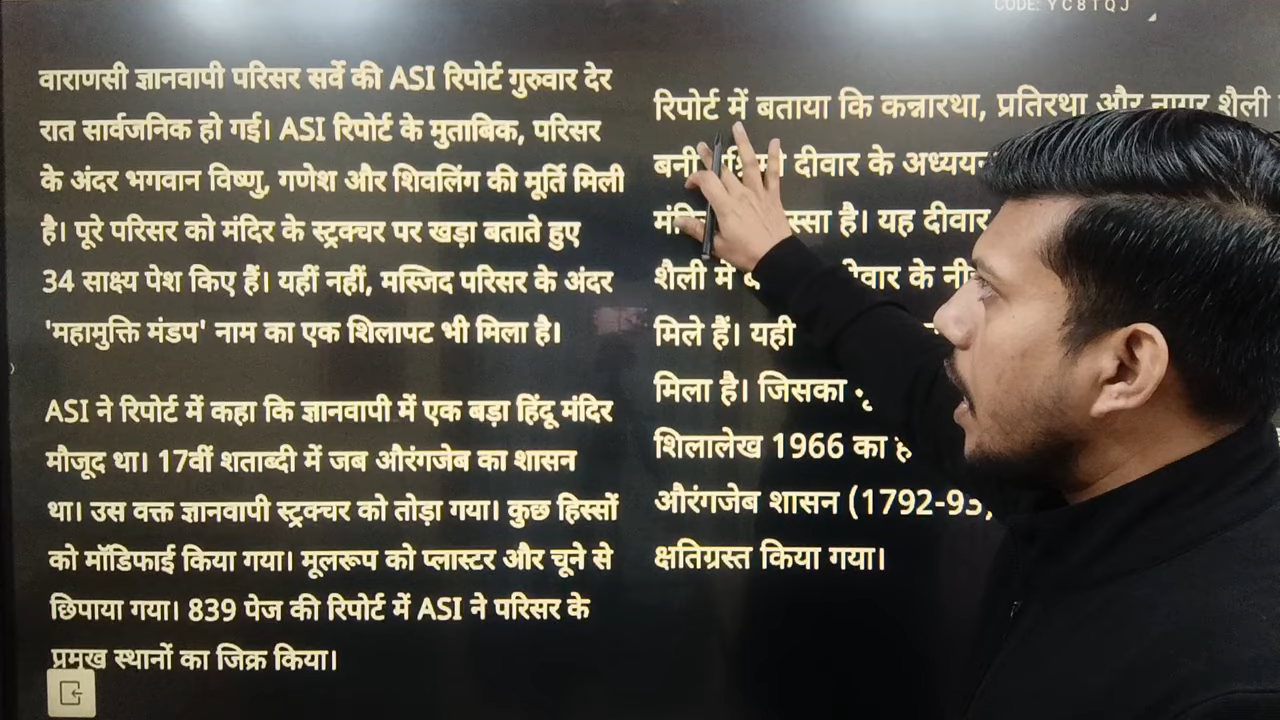 CODE: YC8TQJ
वाराणसी ज्ञानवापी परिसर सर्वे की ASI रिपोर्ट गुरुवार देर
रात सार्वजनिक हो गई। ASI रिपोर्ट के मुताबिक, परिसर
के अंदर भगवान विष्णु, गणेश और शिवलिंग की मूर्ति मिली
है। पूरे परिसर को मंदिर के स्ट्रक्चर पर खड़ा बताते हुए
34 साक्ष्य पेश किए हैं। यहीं नहीं, मस्जिद परिसर के अंदर
'महामुक्ति मंडप' नाम का एक शिलापट भी मिला है।
ASI ने रिपोर्ट में कहा कि ज्ञानवापी में एक बड़ा हिंदू मंदिर
मौजूद था। 17वीं शताब्दी में जब औरंगजेब का शासन
था। उस वक्त ज्ञानवापी स्ट्रक्चर को तोड़ा गया। कुछ हिस्सों
को मॉडिफाई किया गया। मूलरूप को प्लास्टर और चूने से
छिपाया गया। 839 पेज की रिपोर्ट में ASI ने परिसर के
प्रमुख स्थानों का जिक्र किया।
रिपोर्ट में बताया कि कन्नारथा, प्रतिरथा और नागर शैली
बनी दीवार के
है। यह दीवार
शैली में के
मिले हैं। यही
मिला है। जिसका
शिलालेख 1966 का
औरंगजेब शासन (1792-93)
क्षतिग्रस्त किया गया।